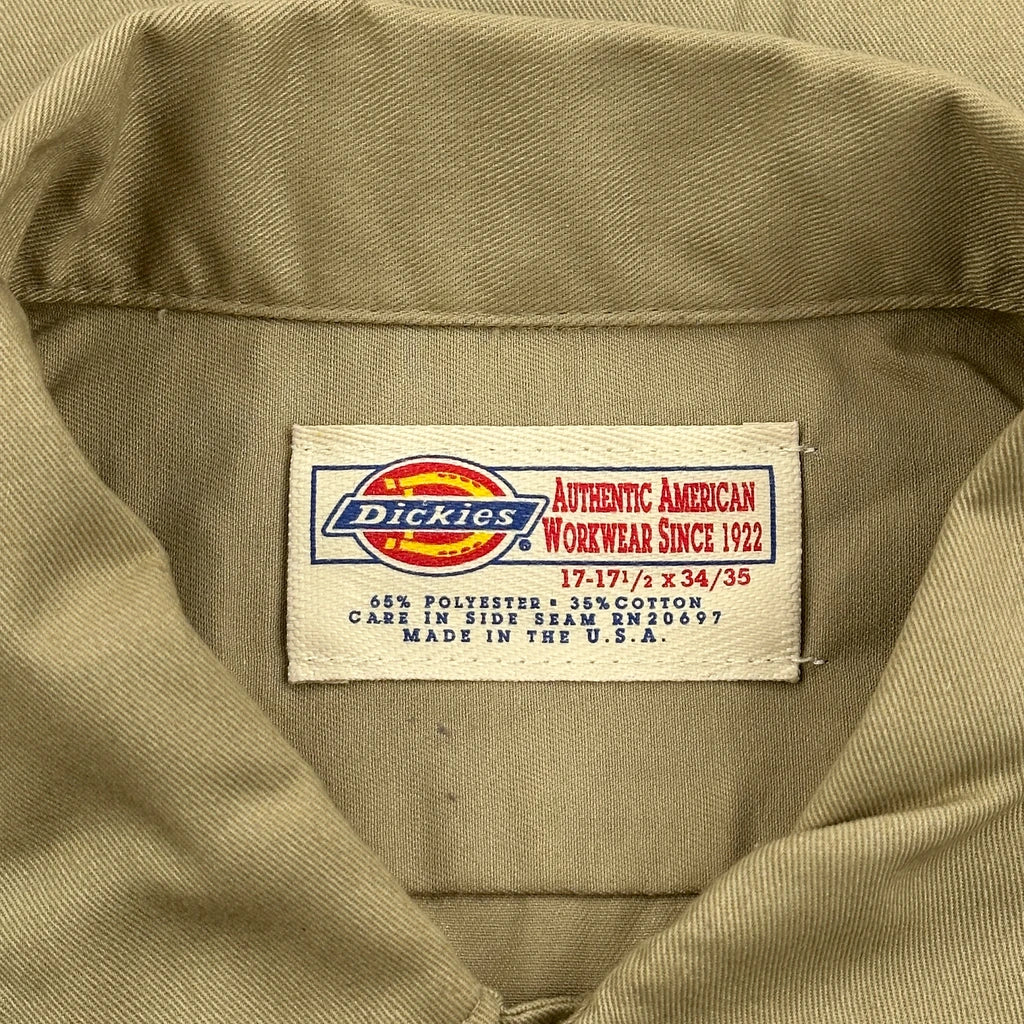 Dickies®
AUTHENTIC AMERICAN
WORKWEAR SINCE 1922
17-17 1/2 X 34/35
65% POLYESTER ▪ 35% COTTON
CARE IN SIDE SEAM RN20697
MADE IN THE U.S.A.